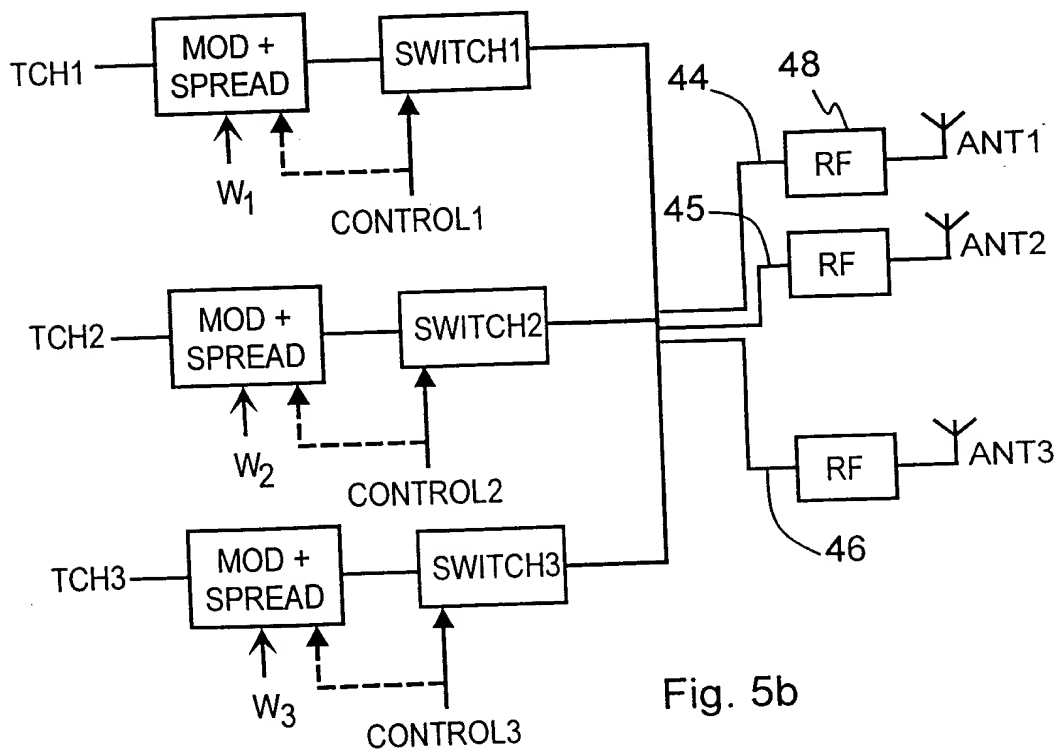 TCH1
MOD +
SPREAD
SWITCH1
W1
CONTROL1
44
48
RF
ANT1
45
RF
ANT2
TCH2
MOD +
SPREAD
SWITCH2
W2
CONTROL2
RF
ANT3
46
TCH3
MOD +
SPREAD
SWITCH3
W3
CONTROL3
Fig. 5b